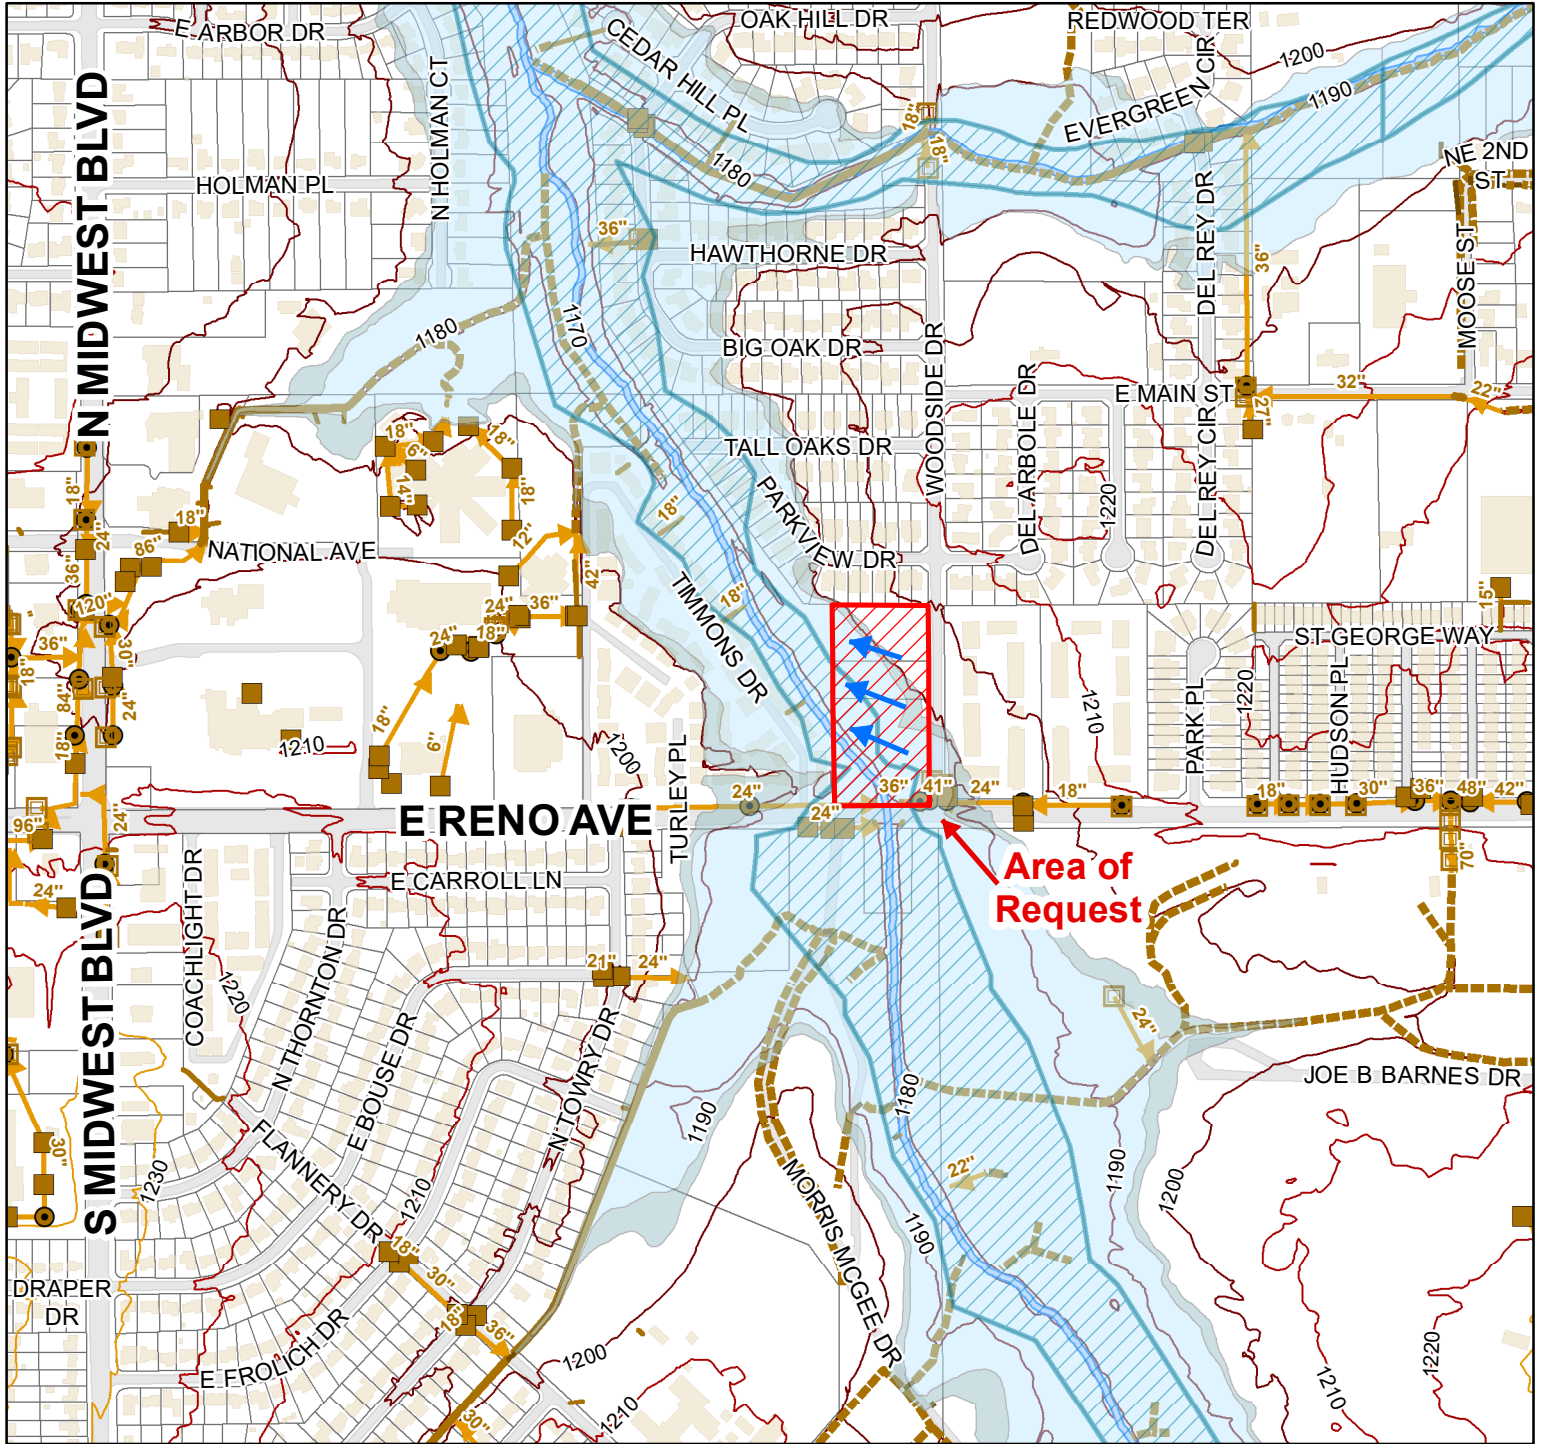 E ARBOR DR
OAK HILL DR
REDWOOD TER
CEDAR HILL PL
N HOLMAN CT
1200
1190
EVERGREEN CIR
18"
18"
NE 2ND
ST
N MIDWEST BLVD
HOLMAN PL
1180
36"
HAWTHORNE DR
DEL REY DR
36"
MOOSE ST
1180
1170
BIG OAK DR
WOODSIDE DR
E MAIN ST
32"
22"
27"
DEL ARBOLE DR
DEL REY CIR
1220
18"
6"
18"
14"
18"
TALL OAKS DR
PARKVIEW DR
18"
24"
36"
18"
86"
NATIONAL AVE
12"
42"
18"
18"
TIMMONS DR
120"
36"
18"
30"
84"
24"
18"
24"
36"
24"
18"
18"
6"
15"
ST GEORGE WAY
1220
HUDSON PL
PARK PL
1210
1210
1200
TURLEY PL
24"
36"
41"
24"
18"
18"
30"
36"
48"
42"
24"
96"
24"
E RENO AVE
24"
70"
Area of
Request
24"
COACHLIGHT DR
E CARROLL LN
21"
24"
1220
N THORNTON DR
E BOUSE DR
N TOWRY DR
S MIDWEST BLVD
24"
JOE B BARNES DR
1180
1190
1190
1200
22"
30"
1230
FLANNERY DR
1210
18"
30"
18"
36"
MORRIS MCGEE DR
1190
DRAPER
DR
E FROLICH DR
1200
1210
30"
1210
1220